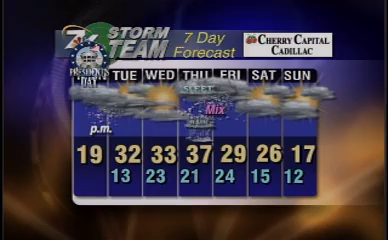 7& STORM TEAM
7 Day Forecast
CHERRY CAPITAL CADILLAC
PRESIDENTS DAY TUE WED THU FRI SAT SUN
SLEET
Mix
p.m.
19 32 33 37 29 26 17
13 23 21 24 15 12